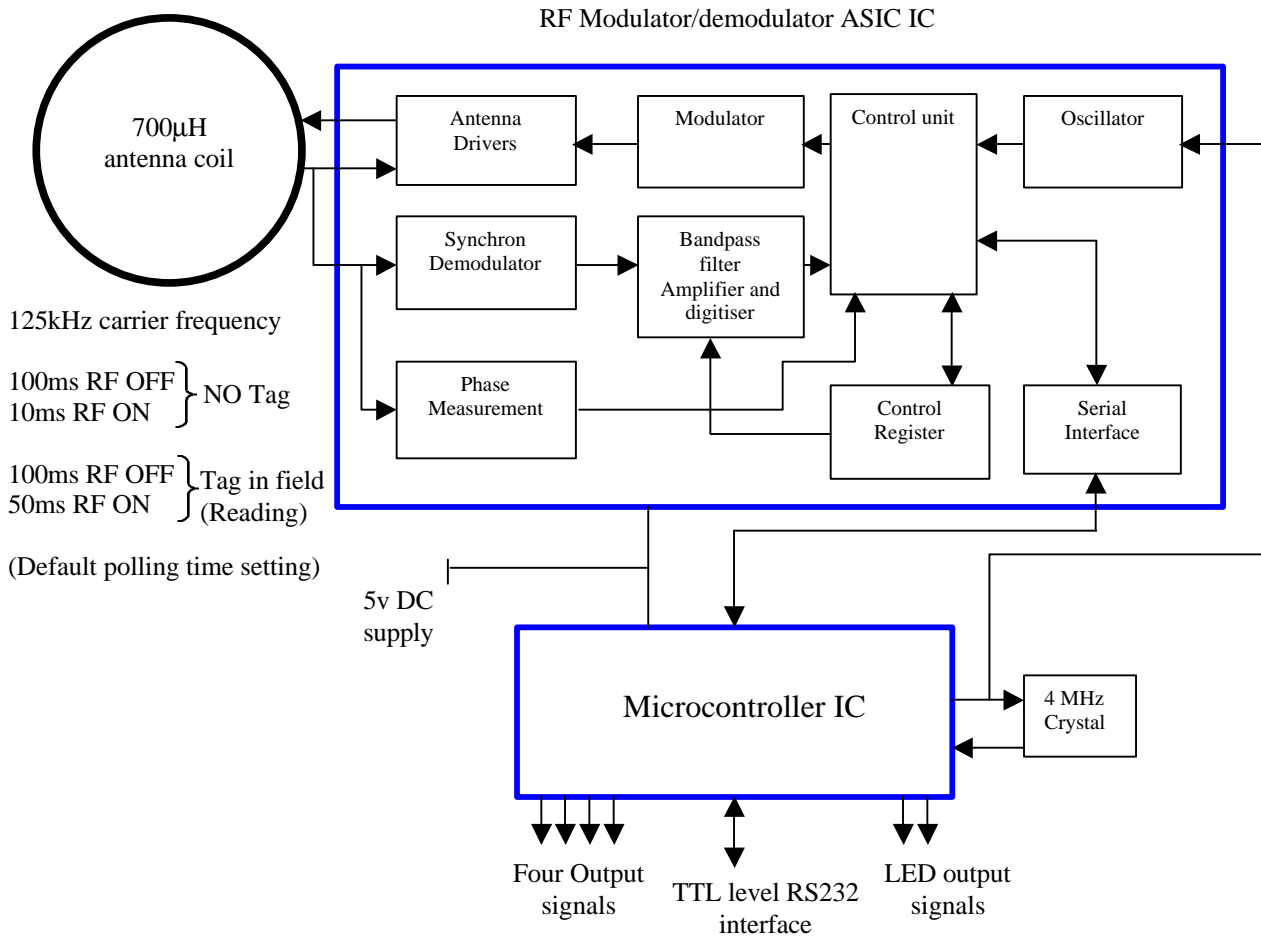 RF Modulator/demodulator ASIC IC
700μH
antenna coil
Antenna
Drivers
Modulator
Control unit
Oscillator
Synchron
Demodulator
Bandpass
filter
Amplifier and
digitiser
125kHz carrier frequency
100ms RF OFF
10ms RF ON
NO Tag
Phase
Measurement
Control
Register
Serial
Interface
100ms RF OFF
50ms RF ON
Tag in field
(Reading)
(Default polling time setting)
5v DC
supply
Microcontroller IC
4 MHz
Crystal
Four Output
signals
TTL level RS232
interface
LED output
signals